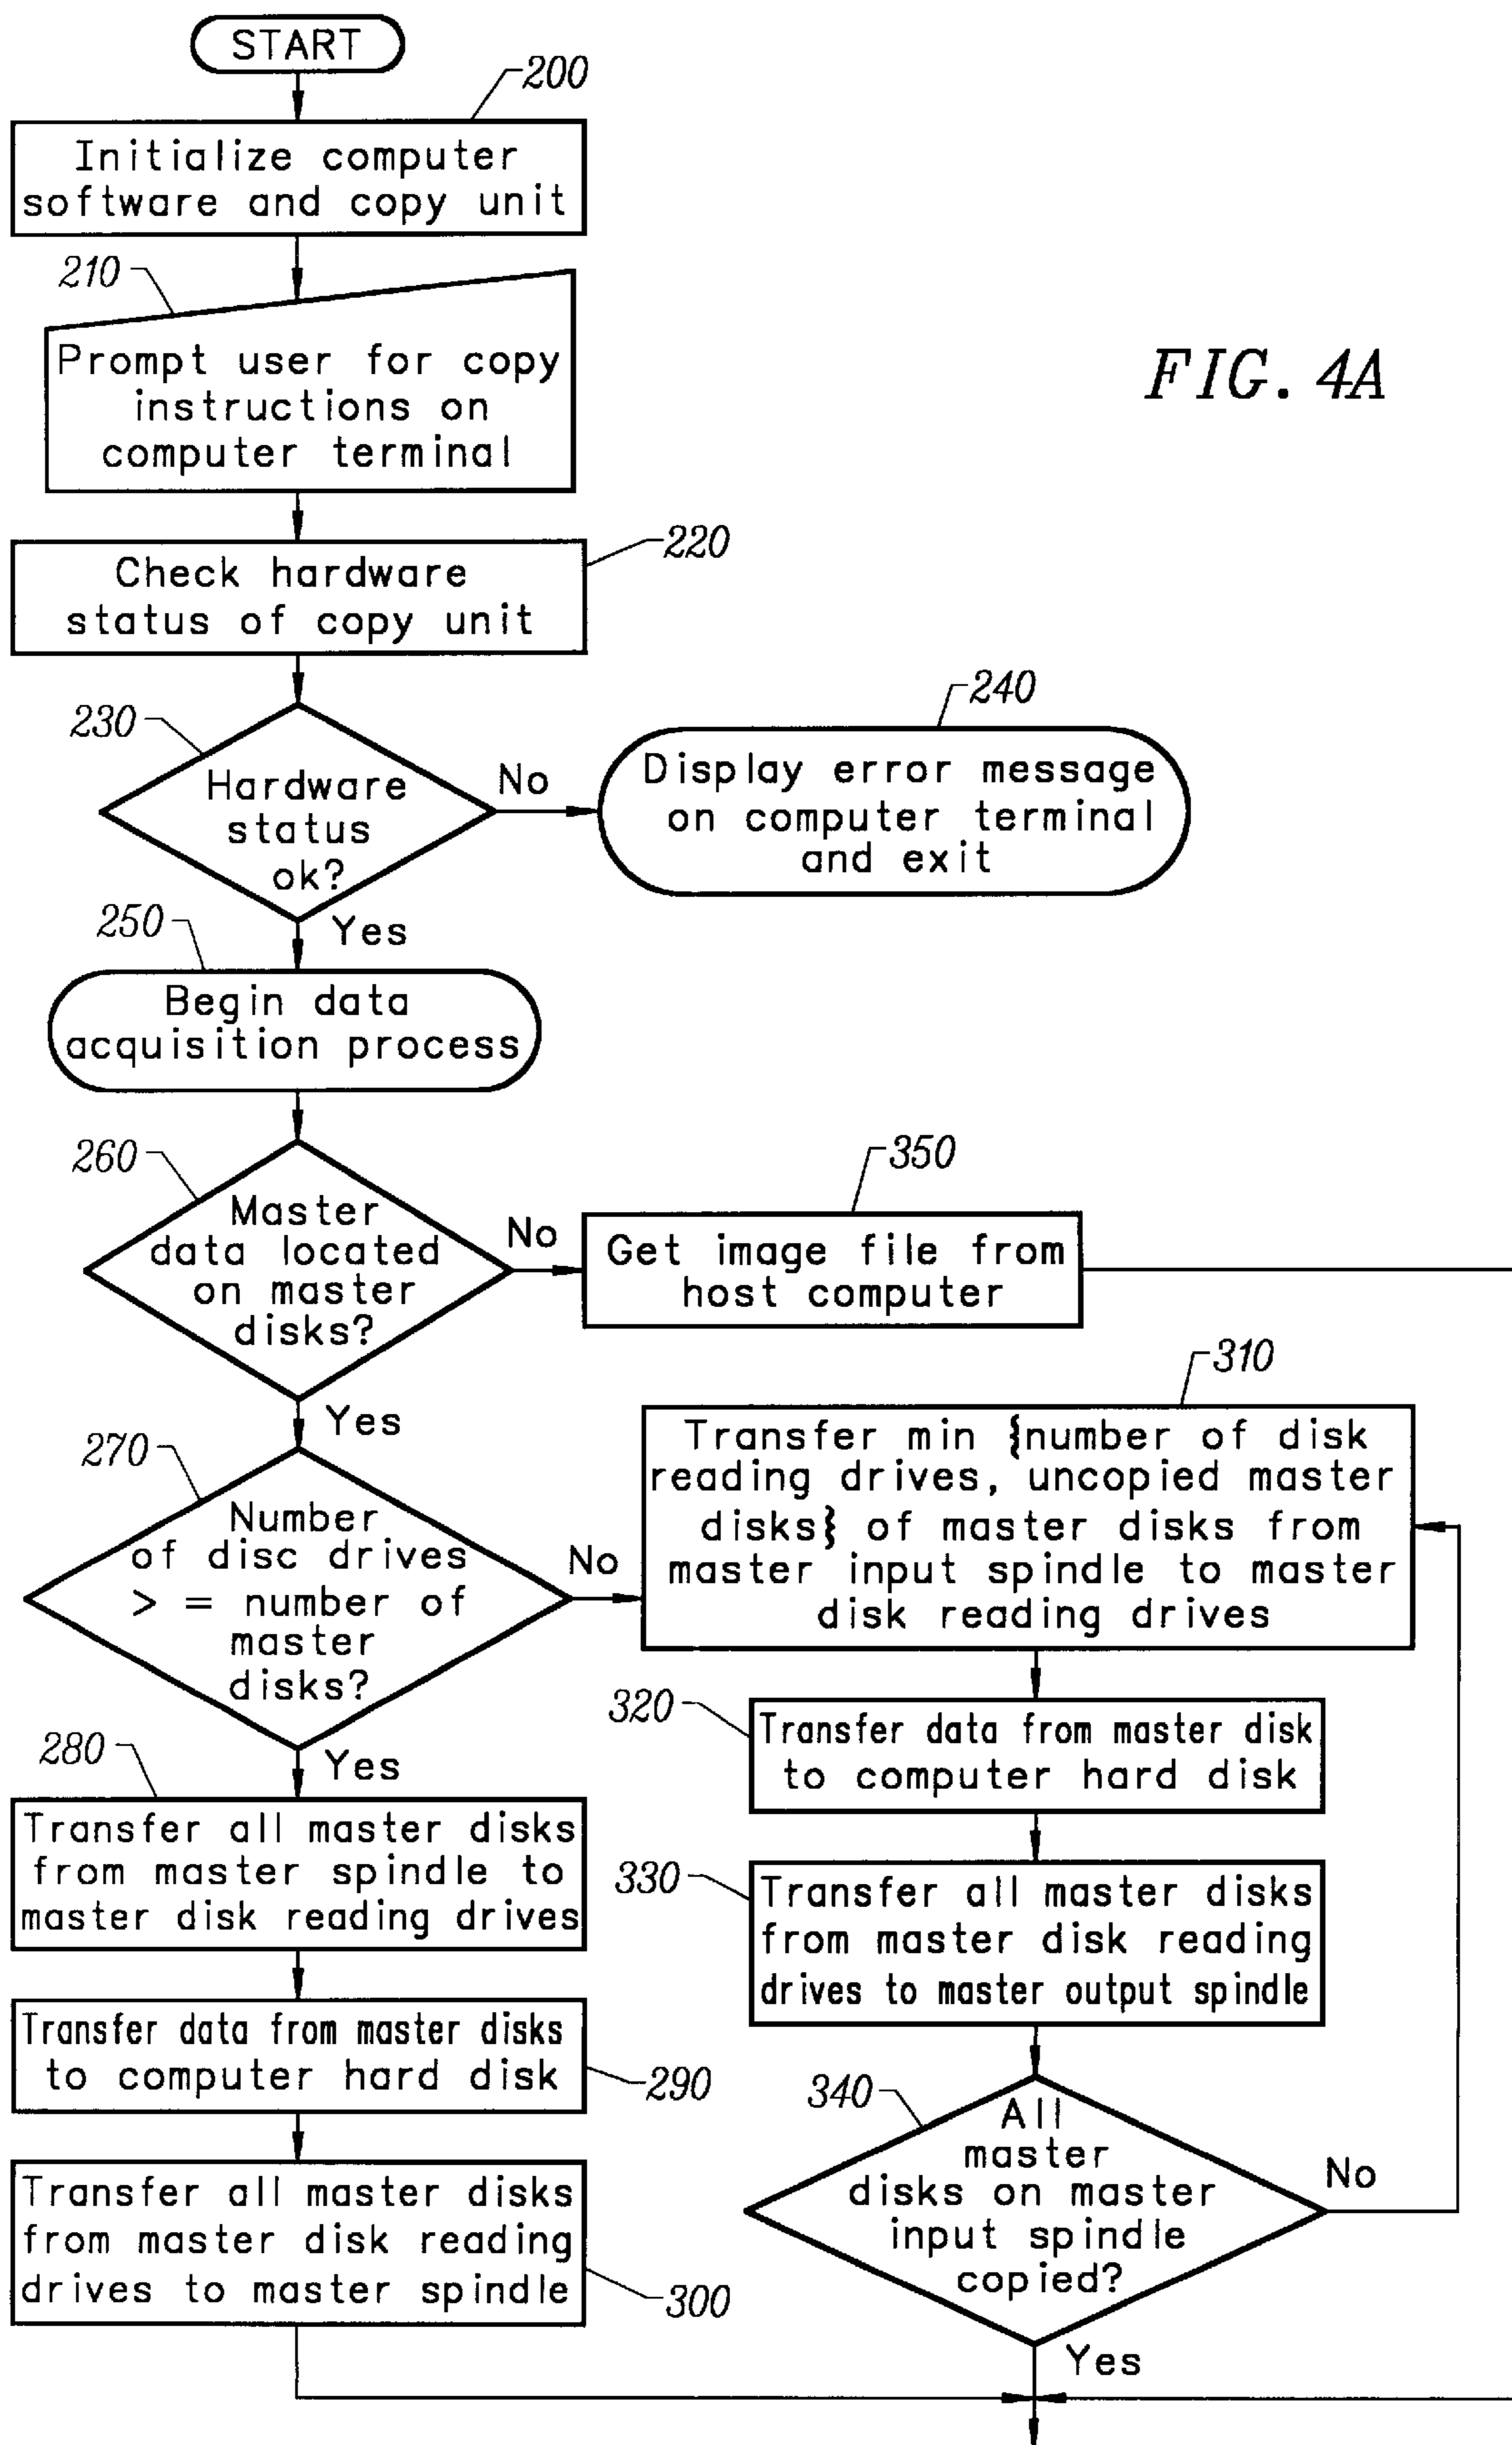 START
200
Initialize computer
software and copy unit
210
Prompt user for copy
instructions on
computer terminal
FIG. 4A
220
Check hardware
status of copy unit
230
Hardware
status
ok?
No
240
Display error message
on computer terminal
and exit
Yes
250
Begin data
acquisition process
260
Master
data located
on master
disks?
No
350
Get image file from
host computer
Yes
270
Number
of disc drives
> = number of
master
disks?
No
310
Transfer min {number of disk
reading drives, uncopied master
disks} of master disks from
master input spindle to master
disk reading drives
320
Transfer data from master disk
to computer hard disk
330
Transfer all master disks
from master disk reading
drives to master output spindle
340
All
master
disks on master
input spindle
copied?
No
Yes
Yes
280
Transfer all master disks
from master spindle to
master disk reading drives
Transfer data from master disks
to computer hard disk
290
Transfer all master disks
from master disk reading
drives to master spindle
300